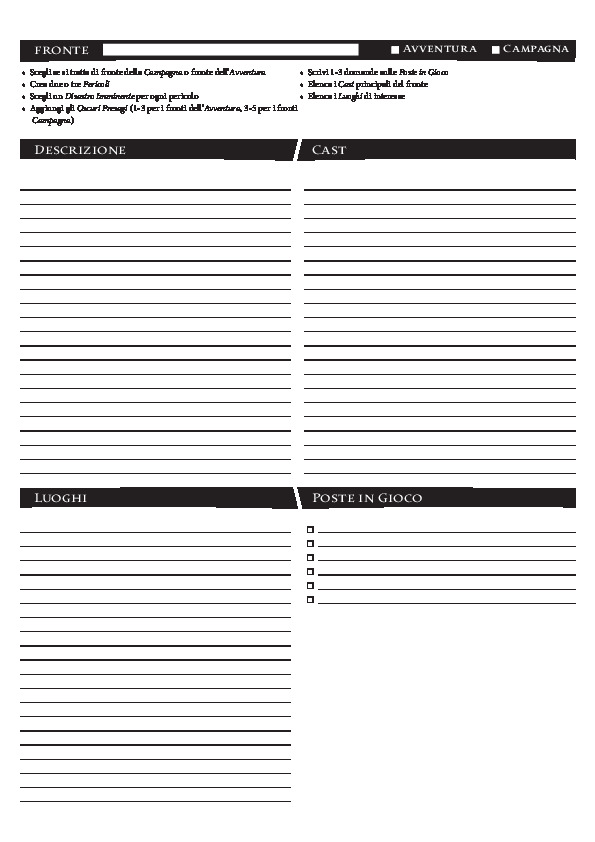 FRONTE
AVVENTURA CAMPAGNA
Scegli se si tratta di fronte della Campagna o fronte dell'Avventura
Crea due o tre Pericoli
Scegli un Disastro Imminente per ogni pericolo
Aggiungi gli Oscuri Presagi (1-3 per i fronti dell'Avventura, 3-5 per i fronti
Campagna)
Scrivi 1-3 domande sulle Poste in Gioco
Elenca i Cast principali del fronte
Elenca i Luoghi di interesse
DESCRIZIONE
CAST
LUOGHI
POSTE IN GIOCO